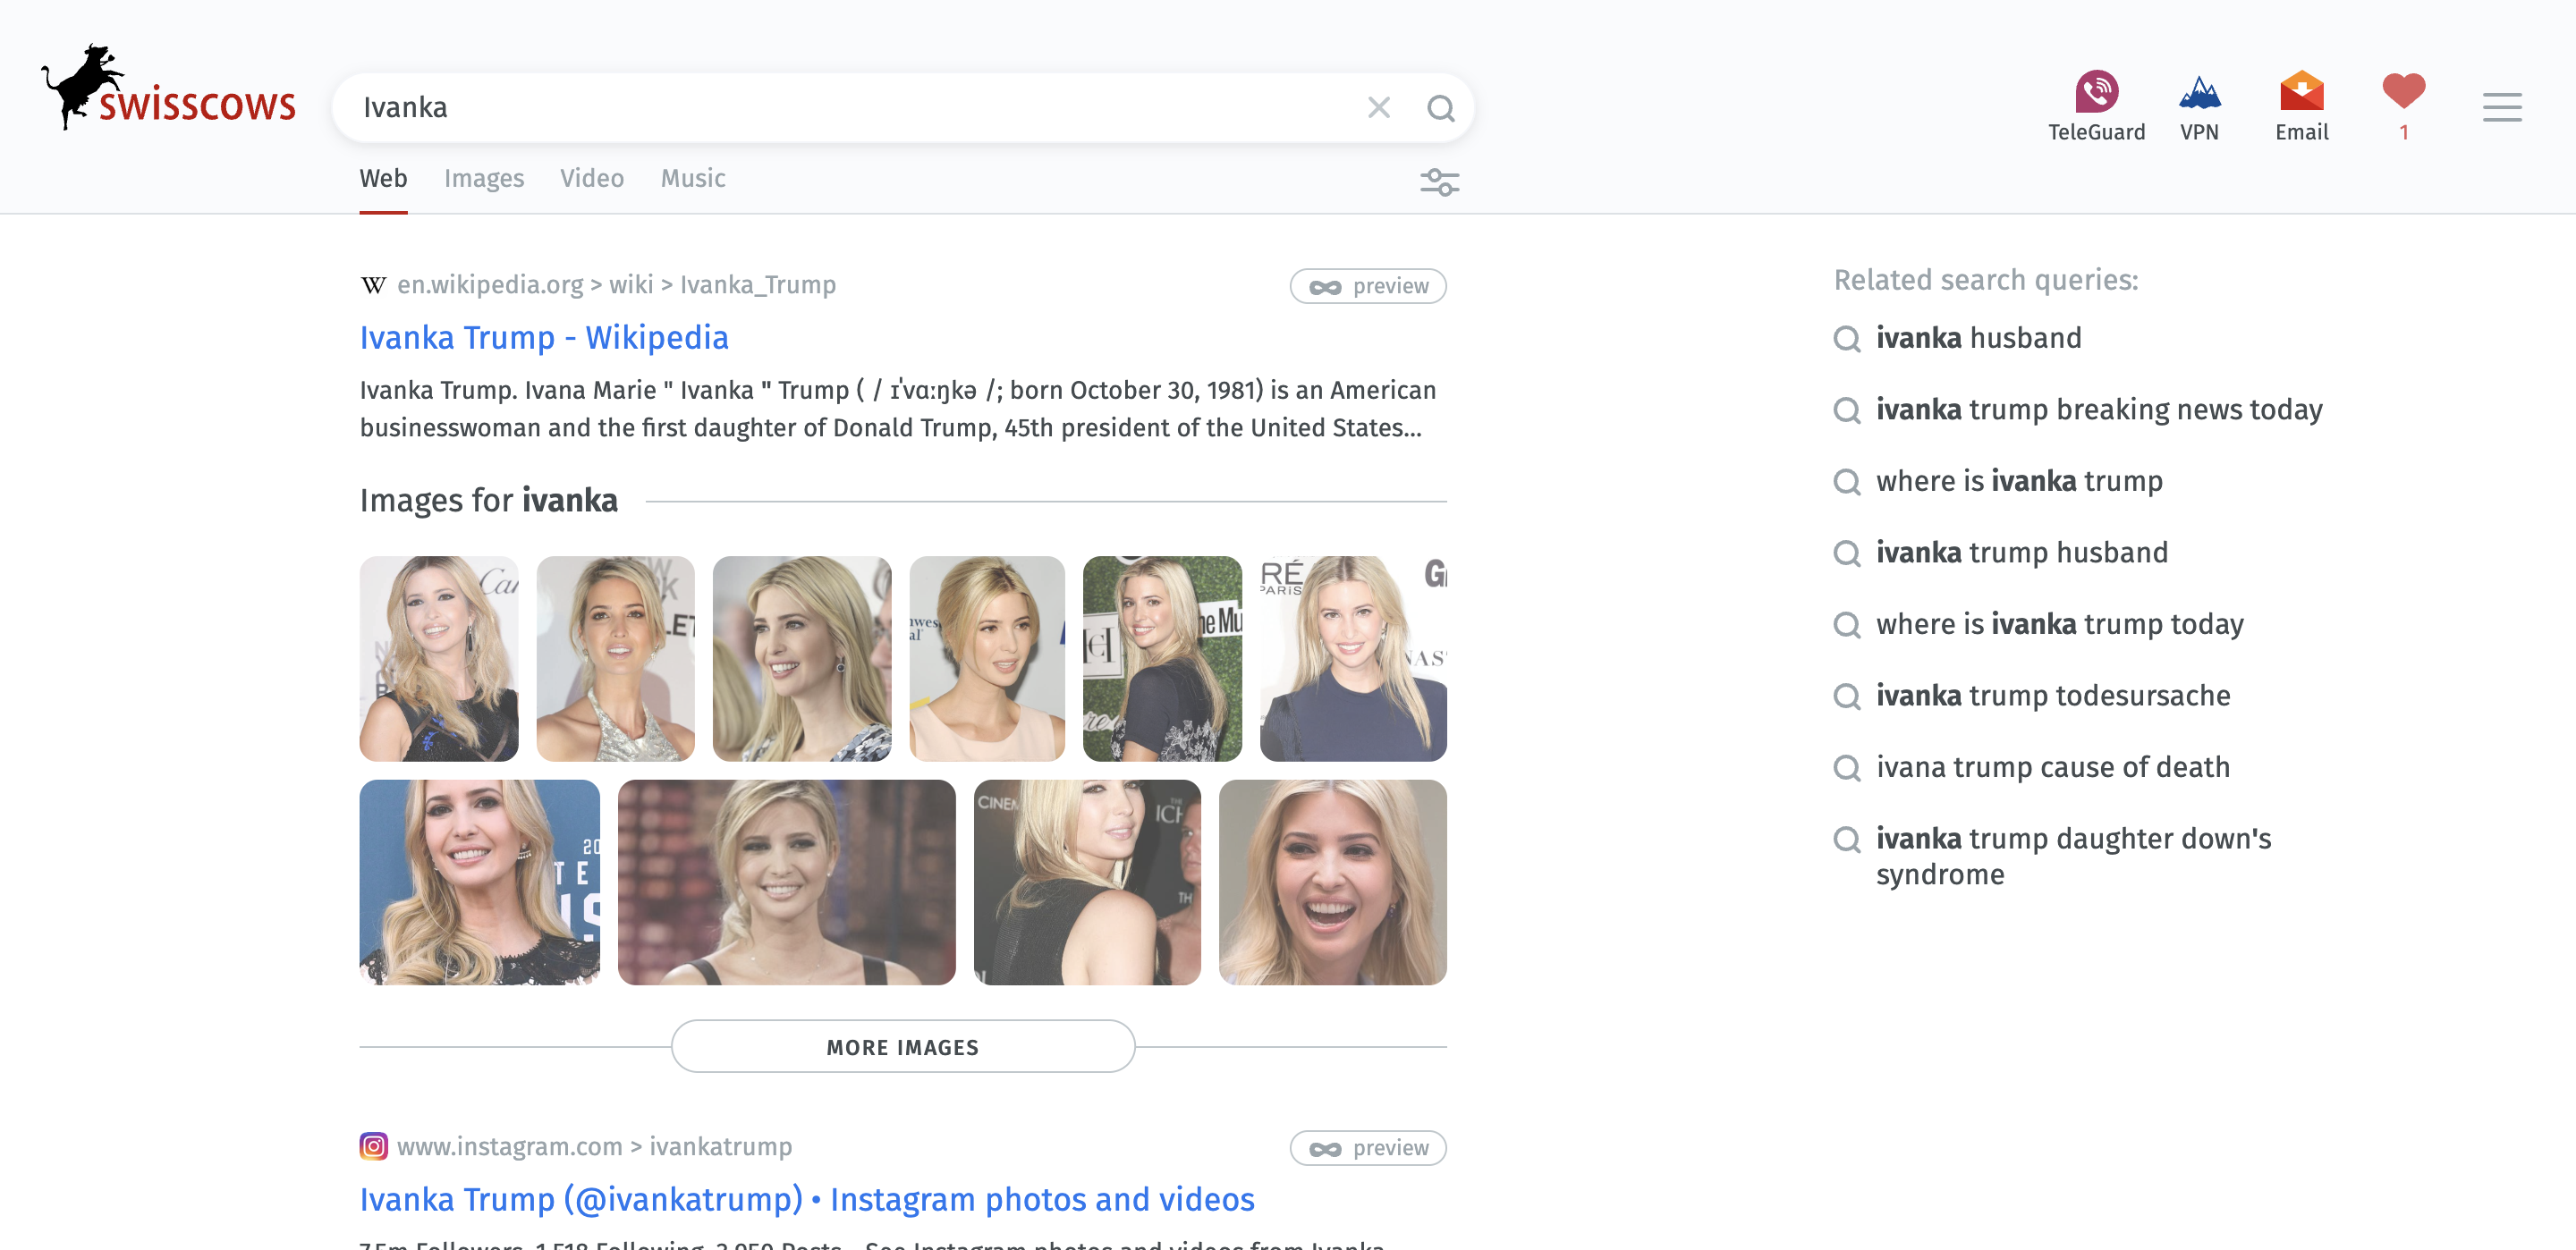 swisscows
Ivanka
TeleGuard
VPN
Email
1
Web
Images
Video
Music
en.wikipedia.org > wiki > Ivanka_Trump
preview
Ivanka Trump - Wikipedia
Ivanka Trump. Ivana Marie " Ivanka " Trump ( / ɪˈvɑːŋkə /; born October 30, 1981) is an American
businesswoman and the first daughter of Donald Trump, 45th president of the United States...
Images for ivanka
RÉ
PARIS
CINEM
MORE IMAGES
www.instagram.com > ivankatrump
preview
Ivanka Trump (@ivankatrump) • Instagram photos and videos
Related search queries:
ivanka husband
ivanka trump breaking news today
where is ivanka trump
ivanka trump husband
where is ivanka trump today
ivanka trump todesursache
ivana trump cause of death
ivanka trump daughter down's
syndrome